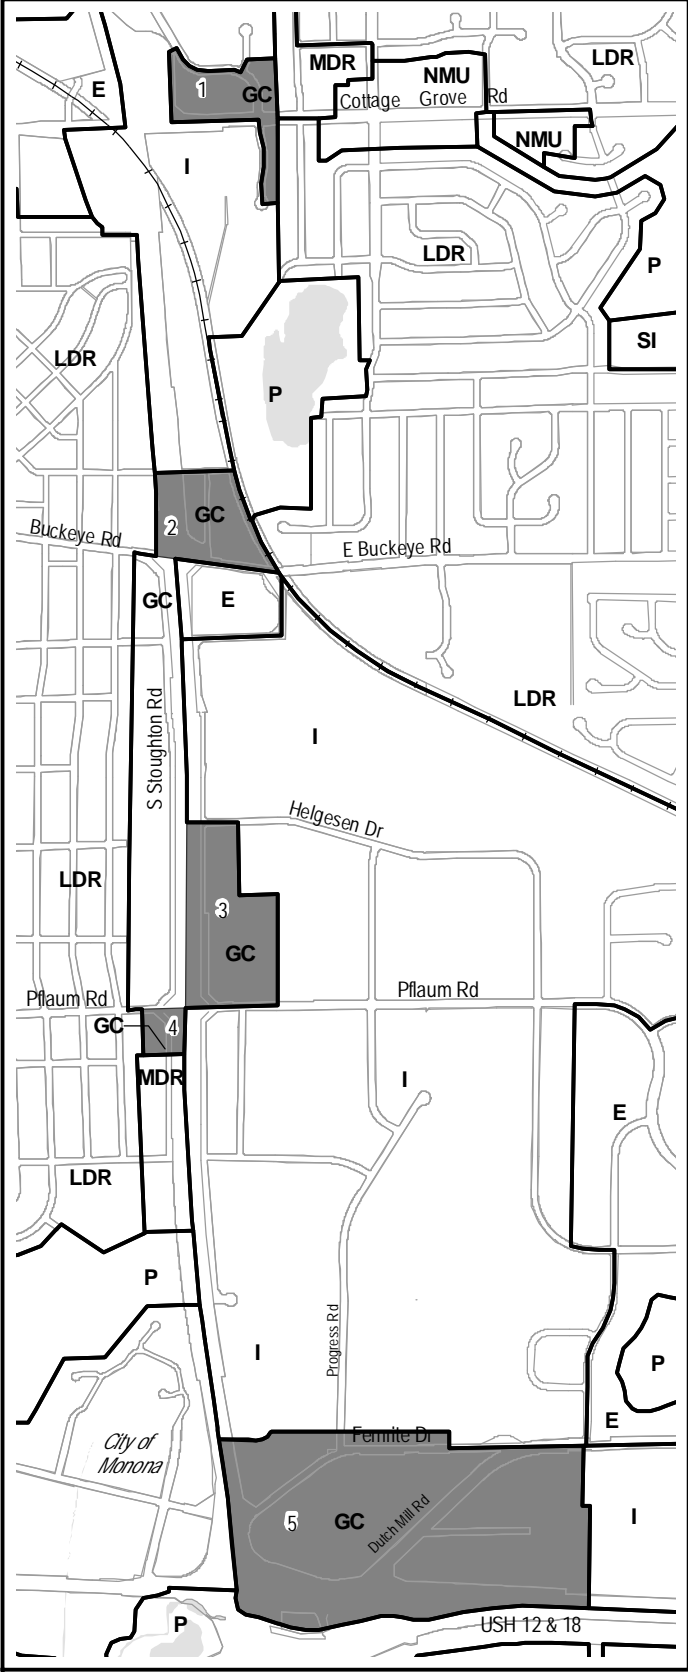 MDR
LDR
NMU
E
1
GC
Cottage Grove Rd
NMU
I
LDR
P
SI
LDR
P
GC
2
Buckeye Rd
E Buckeye Rd
GC
E
LDR
S Stoughton Rd
I
Helgesen Dr
LDR
3
GC
Pflaum Rd
Pflaum Rd
GC
4
MDR
I
E
LDR
P
Progress Rd
I
P
E
City of
Monona
Femrite Dr
5
GC
Dutch Mill Rd
I
P
USH 12 & 18